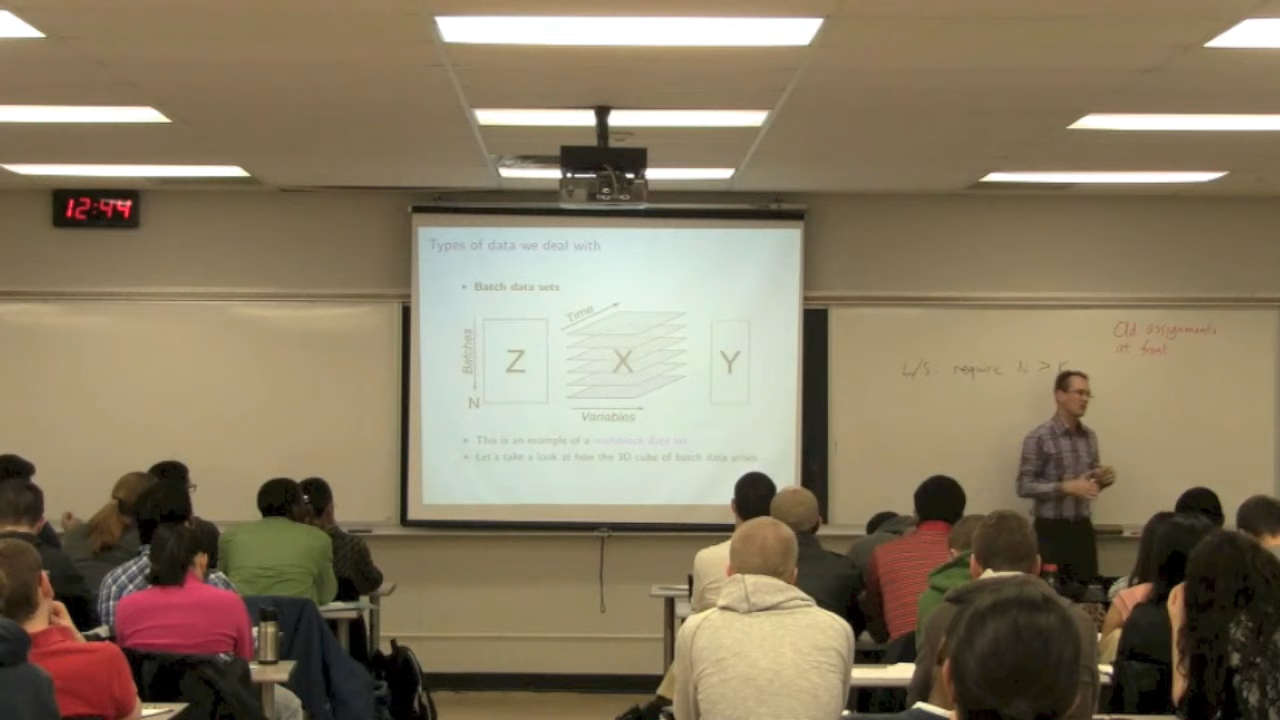 12:44
Types of data we deal with
• Batch data sets
Time
Batches
Z
X
Y
N
Variables
• This is an example of a multiblock data set
• Let's take a look at how the 3D cube of batch data arises
Old assignments
at front
L/S: require N >